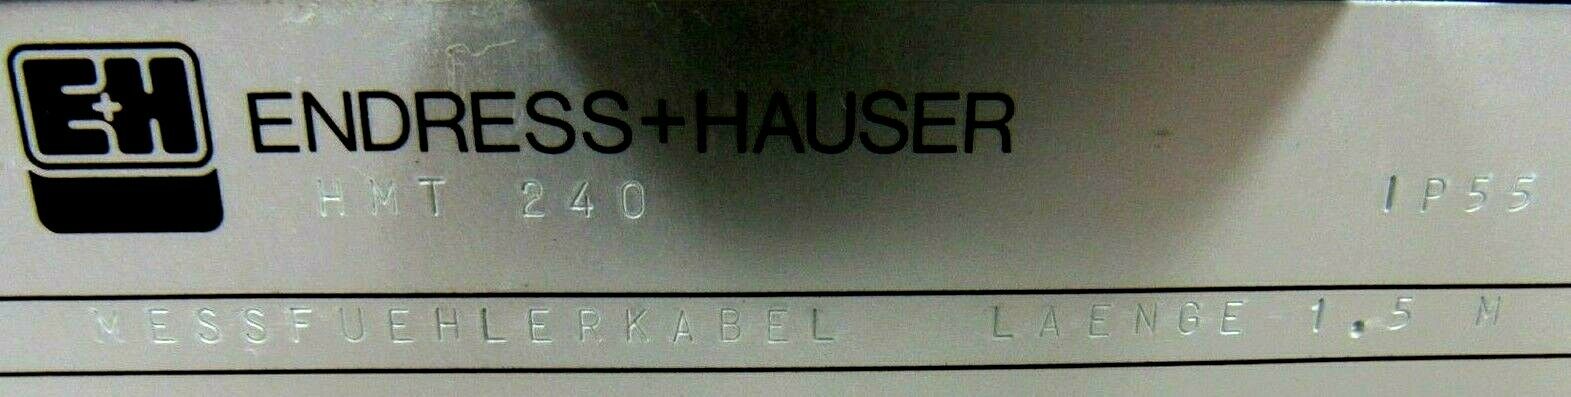 E+H ENDRESS+HAUSER
HMT 240 IP55
MESSFUEHLERKABEL LAENGE 1.5 M